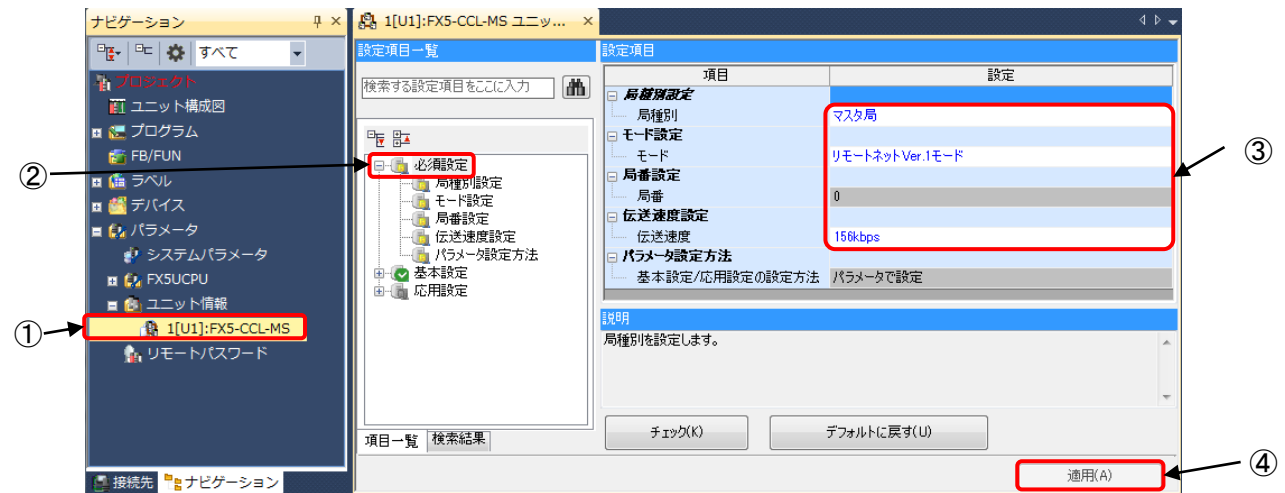 ナビゲーション
すべて
プロジェクト
ユニット構成図
プログラム
FB/FUN
ラベル
デバイス
パラメータ
システムパラメータ
FX5UCPU
ユニット情報
1[U1]:FX5-CCL-MS
リモートパスワード
接続先
ナビゲーション
①
②
1[U1]:FX5-CCL-MS ユニッ...
設定項目一覧
検索する設定項目をここに入力
必須設定
局種別設定
モード設定
局番設定
伝送速度設定
パラメータ設定方法
基本設定
応用設定
項目一覧
検索結果
設定項目
項目 設定
局種別設定
局種別 マスタ局
モード設定
モード リモートネットVer.1モード
局番設定
局番 0
伝送速度設定
伝送速度 156kbps
パラメータ設定方法
基本設定/応用設定の設定方法 パラメータで設定
③
説明
局種別を設定します。
チェック(K)
デフォルトに戻す(U)
適用(A)
④